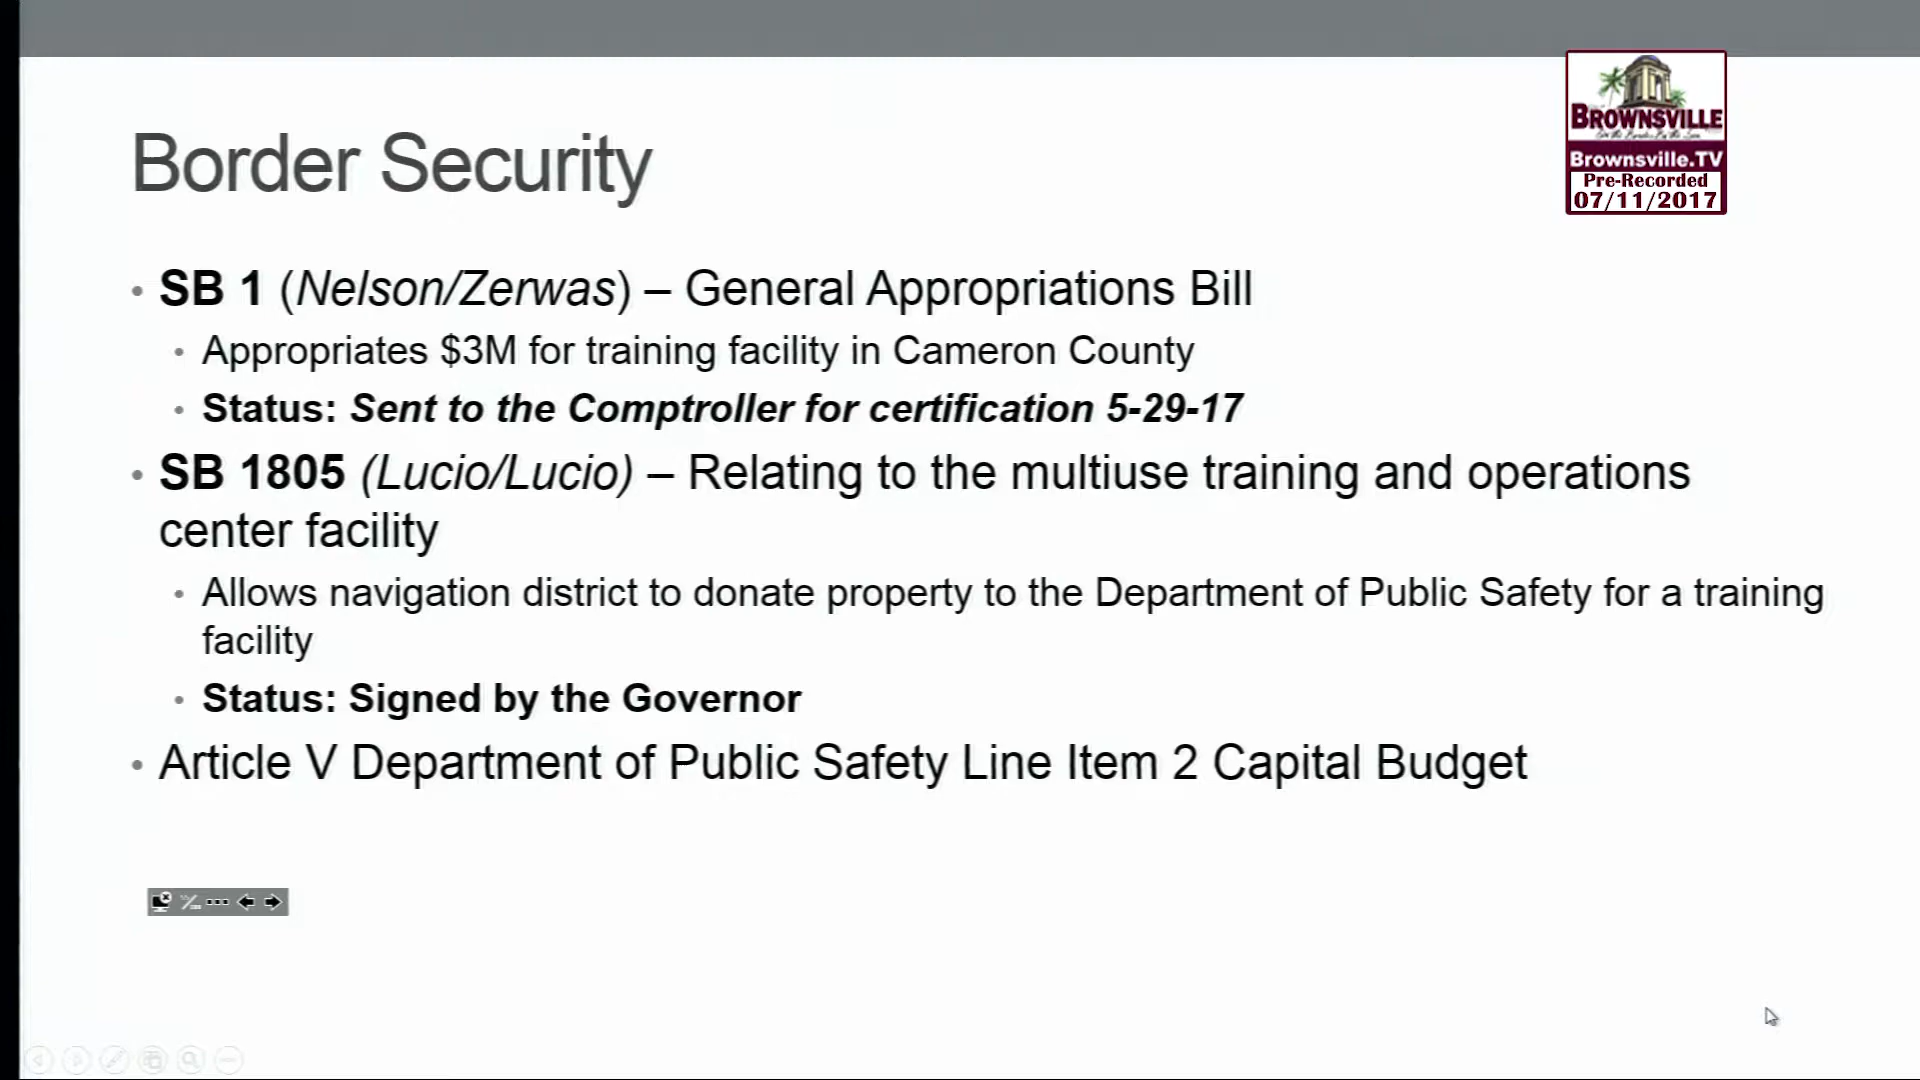 Border Security
BROWNSVILLE
Brownsville.TV
Pre-Recorded
07/11/2017
• SB 1 (Nelson/Zerwas) – General Appropriations Bill
• Appropriates $3M for training facility in Cameron County
• Status: Sent to the Comptroller for certification 5-29-17
• SB 1805 (Lucio/Lucio) – Relating to the multiuse training and operations
center facility
• Allows navigation district to donate property to the Department of Public Safety for a training
facility
• Status: Signed by the Governor
• Article V Department of Public Safety Line Item 2 Capital Budget